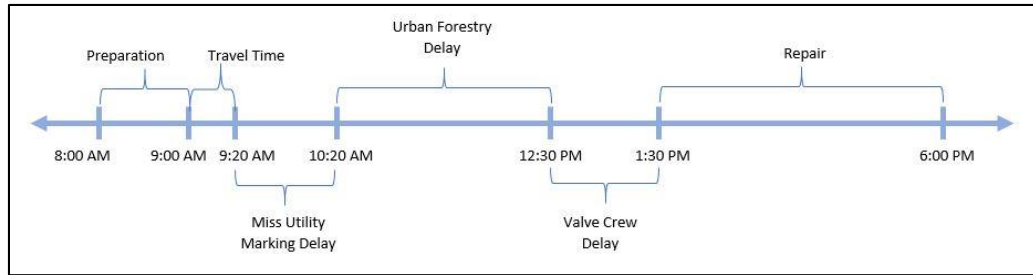 Urban Forestry
Delay
Preparation
Travel Time
Repair
8:00 AM
9:00 AM
9:20 AM
10:20 AM
12:30 PM
1:30 PM
6:00 PM
Miss Utility
Marking Delay
Valve Crew
Delay